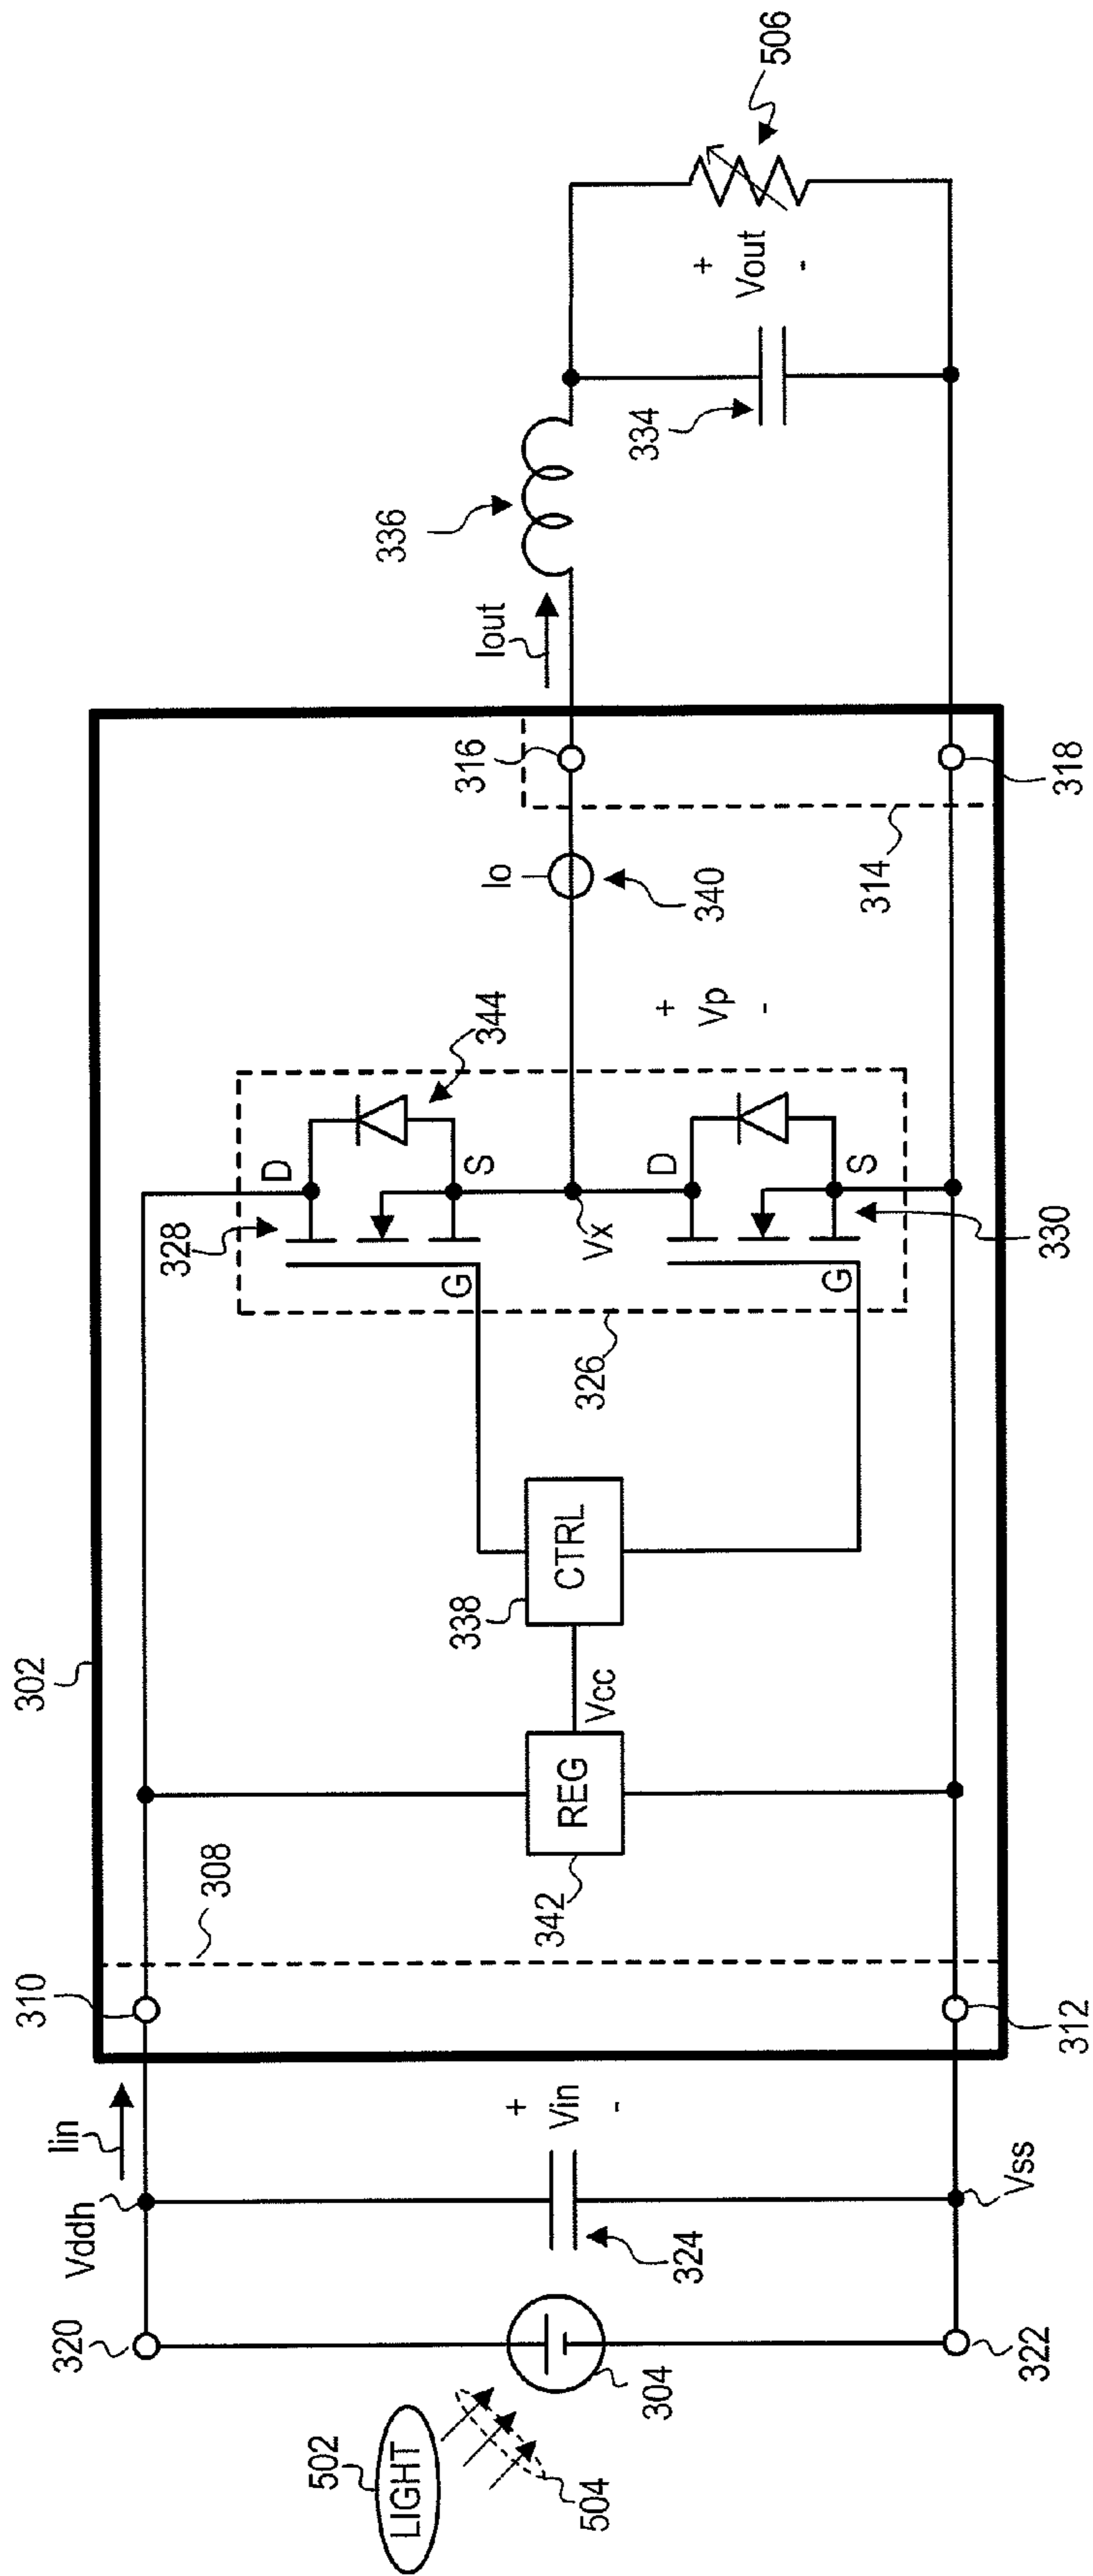 302
310
308
Vddh
Iin
320
502
LIGHT
504
304
324
+
Vin
-
322
Vss
312
342
REG
Vcc
338
CTRL
326
328
G
D
S
344
Vx
G
D
S
330
+
Vp
-
Io
340
316
314
318
Iout
336
334
+
Vout
-
506